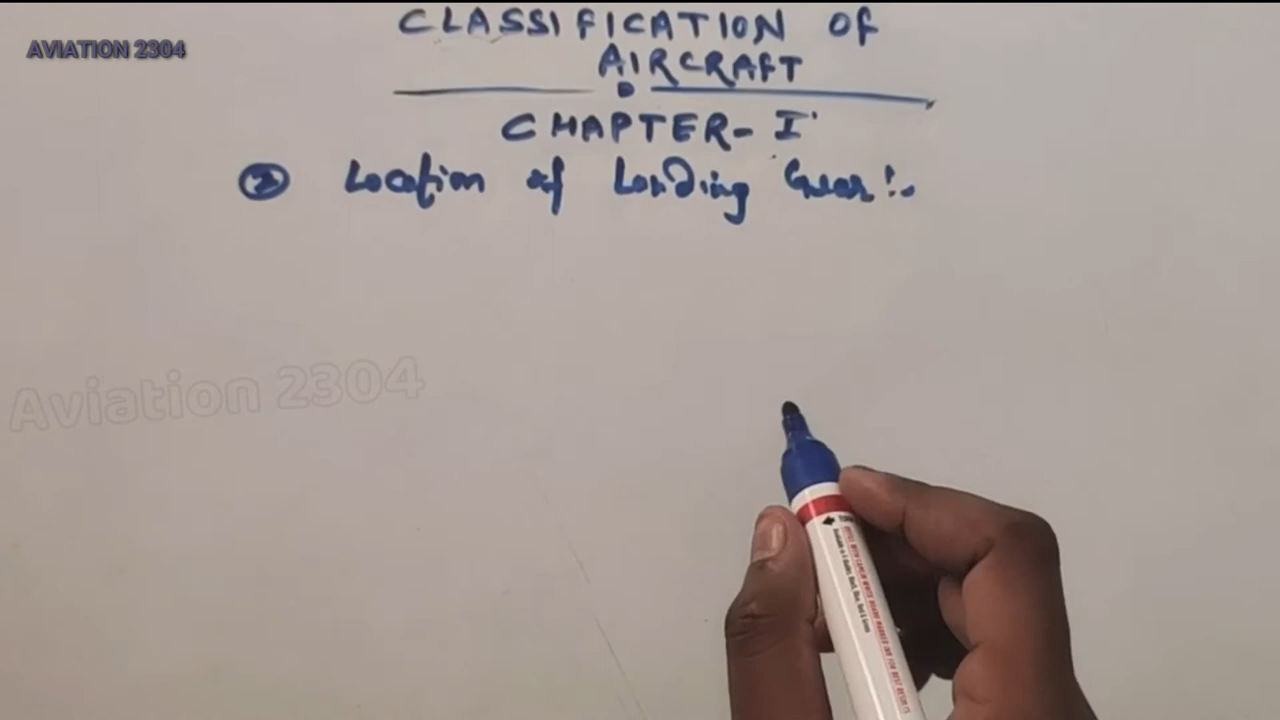 AVIATION 2304
CLASSIFICATION OF
AIRCRAFT
CHAPTER- I
Location of Landing Gear :-
Aviation 2304